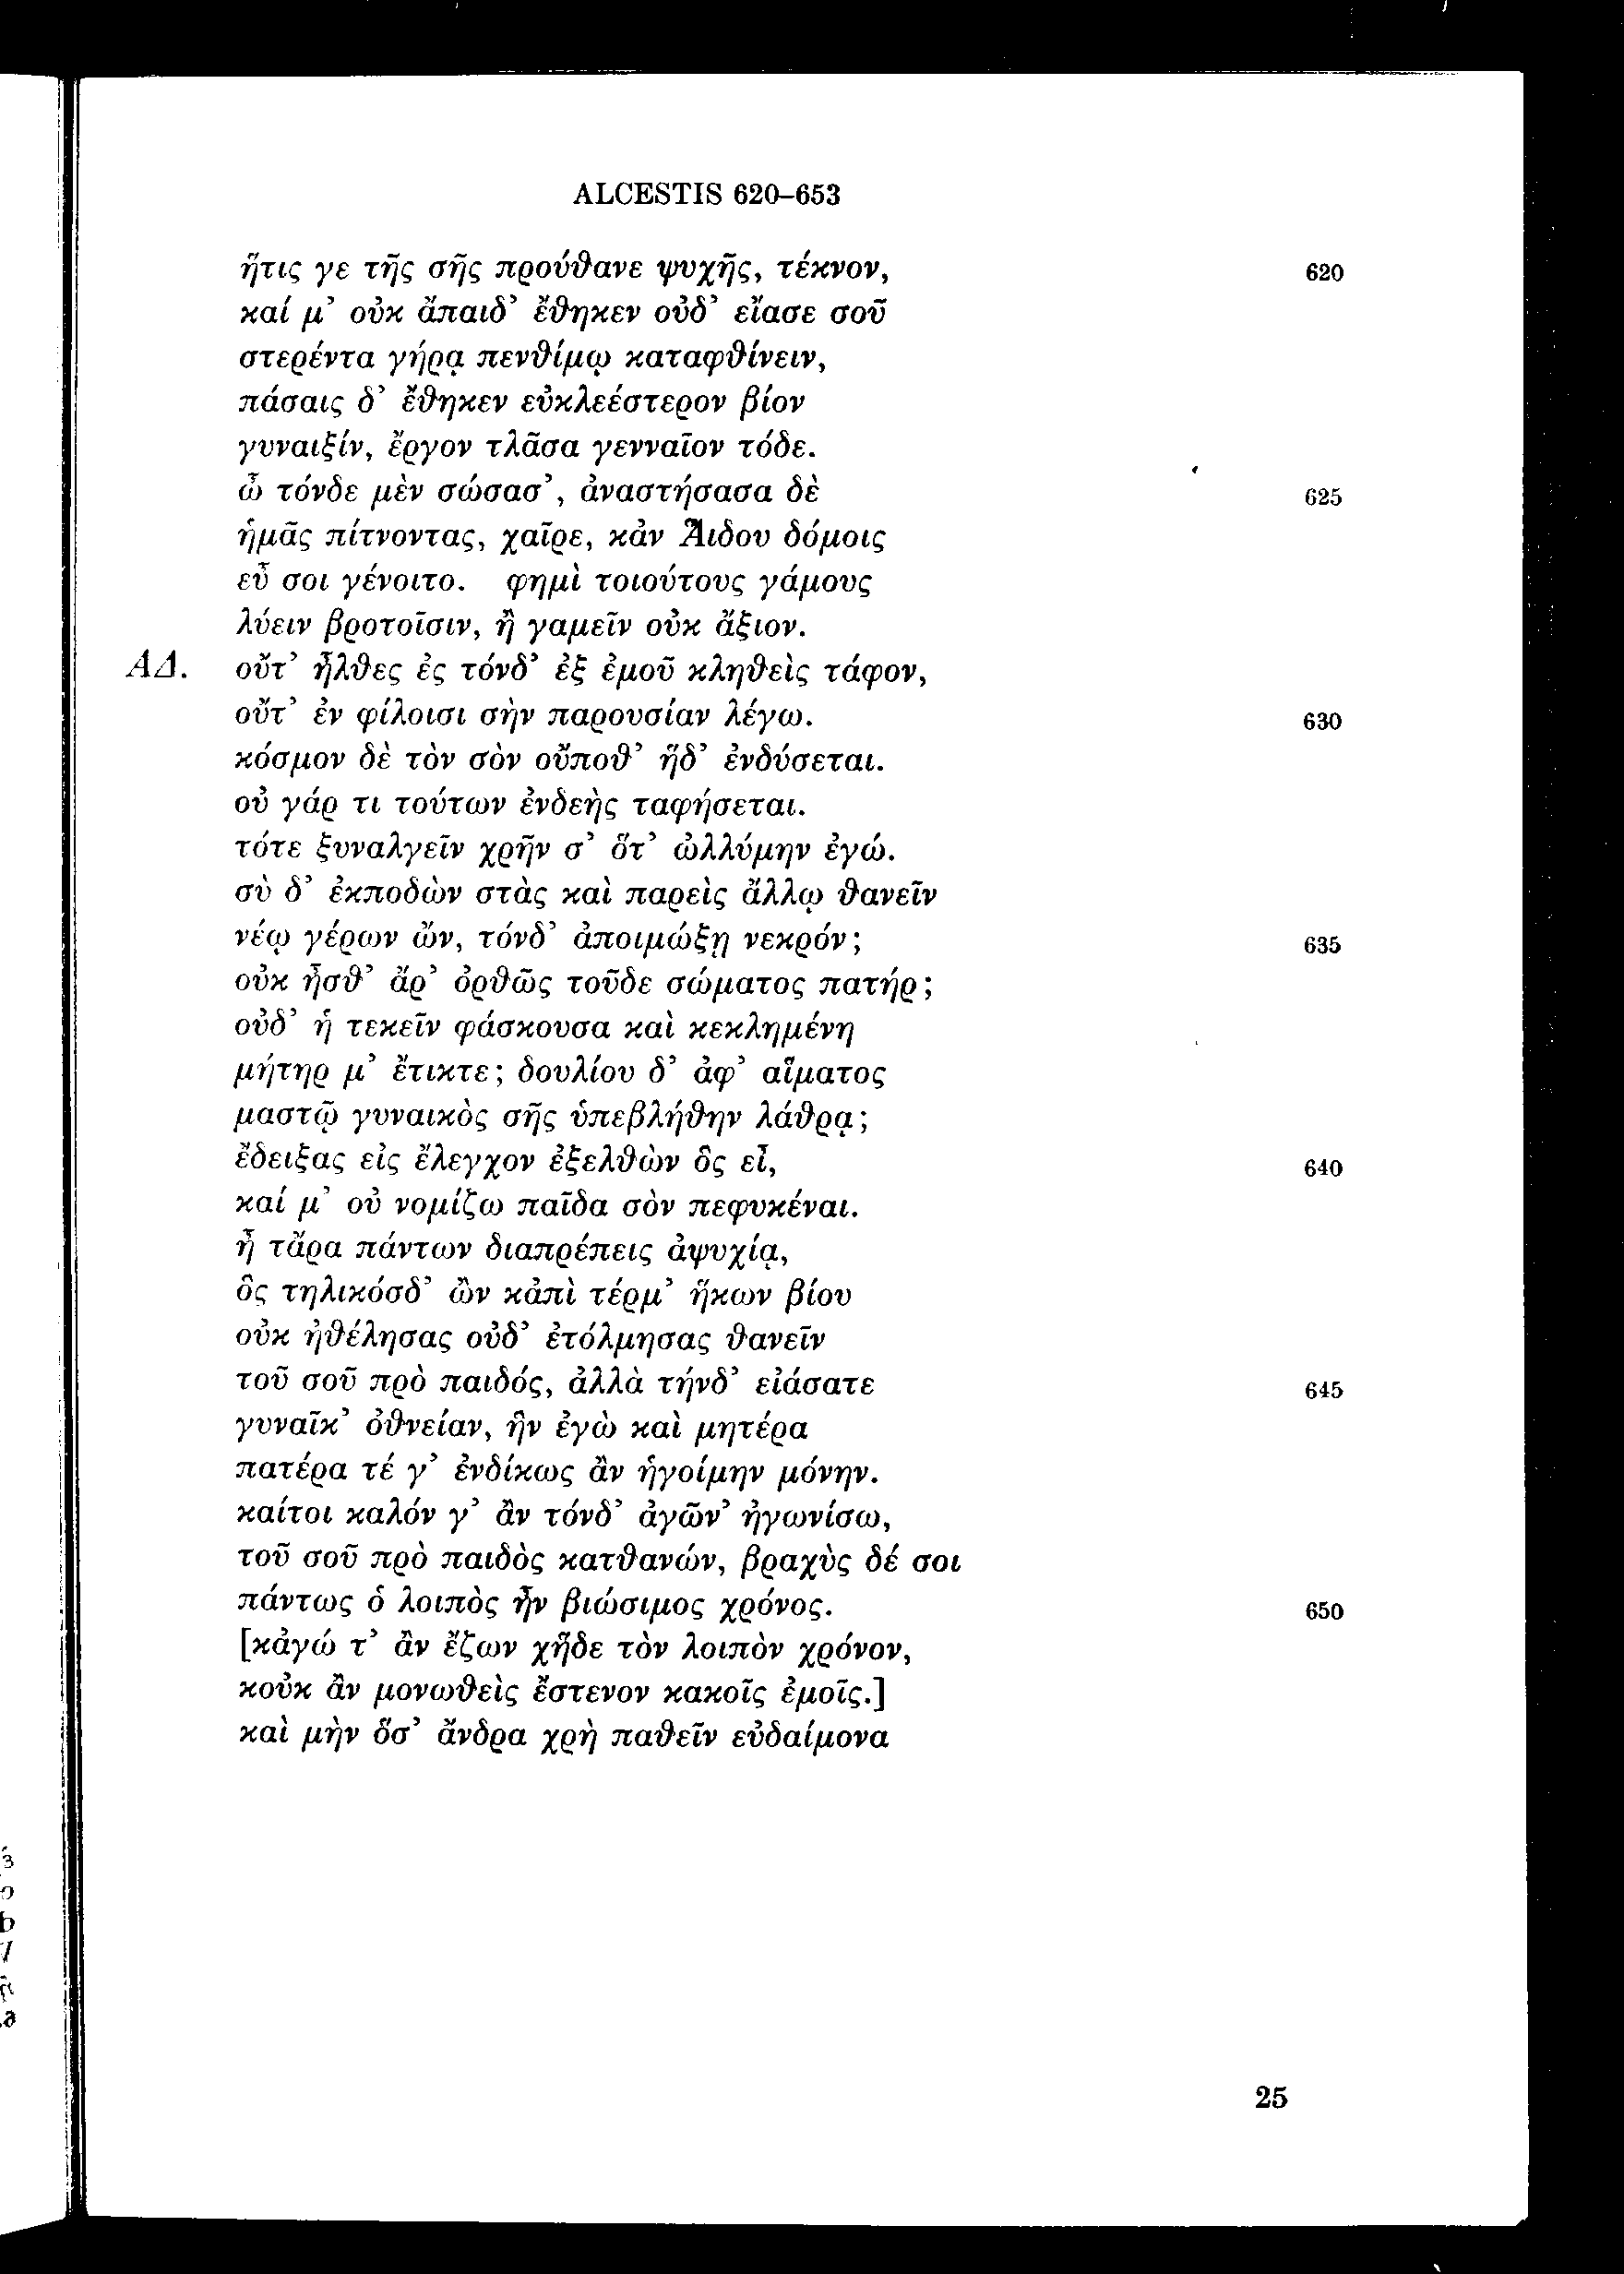 ALCESTIS 620–653
ἥτις γε τῆς σῆς προύθανε ψυχῆς, τέκνον, 620
καί μ’ οὐκ ἄπαιδ’ ἔθηκεν οὐδ’ εἴασε σοῦ
στερέντα γήρᾳ πενθίμῳ καταφθίνειν,
πάσαις δ’ ἔθηκεν εὐκλεέστερον βίον
γυναιξίν, ἔργον τλᾶσα γενναῖον τόδε.
ὦ τόνδε μὲν σώσασ’, ἀναστήσασα δὲ 625
ἡμᾶς πίτνοντας, χαῖρε, κἀν Ἅιδου δόμοις
εὖ σοι γένοιτο. φημὶ τοιούτους γάμους
λύειν βροτοῖσιν, ἢ γαμεῖν οὐκ ἄξιον.
ΑΔ. οὔτ’ ἦλθες ἐς τόνδ’ ἐξ ἐμοῦ κληθεὶς τάφον,
οὔτ’ ἐν φίλοισι σὴν παρουσίαν λέγω. 630
κόσμον δὲ τὸν σὸν οὔποθ’ ἥδ’ ἐνδύσεται.
οὐ γάρ τι τούτων ἐνδεὴς ταφήσεται.
τότε ξυναλγεῖν χρῆν σ’ ὅτ’ ὠλλύμην ἐγώ.
σὺ δ’ ἐκποδὼν στὰς καὶ παρεὶς ἄλλῳ θανεῖν
νέῳ γέρων ὤν, τόνδ’ ἀποιμώξῃ νεκρόν; 635
οὐκ ἦσθ’ ἄρ’ ὀρθῶς τοῦδε σώματος πατήρ;
οὐδ’ ἡ τεκεῖν φάσκουσα καὶ κεκλημένη
μήτηρ μ’ ἔτικτε; δουλίου δ’ ἀφ’ αἵματος
μαστῷ γυναικὸς σῆς ὑπεβλήθην λάθρᾳ;
ἔδειξας εἰς ἔλεγχον ἐξελθὼν ὃς εἶ, 640
καί μ’ οὐ νομίζω παῖδα σὸν πεφυκέναι.
ἦ τἄρα πάντων διαπρέπεις ἀψυχίᾳ,
ὃς τηλικόσδ’ ὢν κἀπὶ τέρμ’ ἥκων βίου
οὐκ ἠθέλησας οὐδ’ ἐτόλμησας θανεῖν
τοῦ σοῦ πρὸ παιδός, ἀλλὰ τήνδ’ εἰάσατε 645
γυναῖκ’ ὀθνείαν, ἣν ἐγὼ καὶ μητέρα
πατέρα τέ γ’ ἐνδίκως ἂν ἡγοίμην μόνην.
καίτοι καλόν γ’ ἂν τόνδ’ ἀγῶν’ ἠγωνίσω,
τοῦ σοῦ πρὸ παιδὸς κατθανών, βραχὺς δέ σοι
πάντως ὁ λοιπὸς ἦν βιώσιμος χρόνος. 650
[κἀγώ τ’ ἂν ἔζων χἥδε τὸν λοιπὸν χρόνον,
κοὐκ ἂν μονωθεὶς ἔστενον κακοῖς ἐμοῖς.]
καὶ μὴν ὅσ’ ἄνδρα χρὴ παθεῖν εὐδαίμονα
25